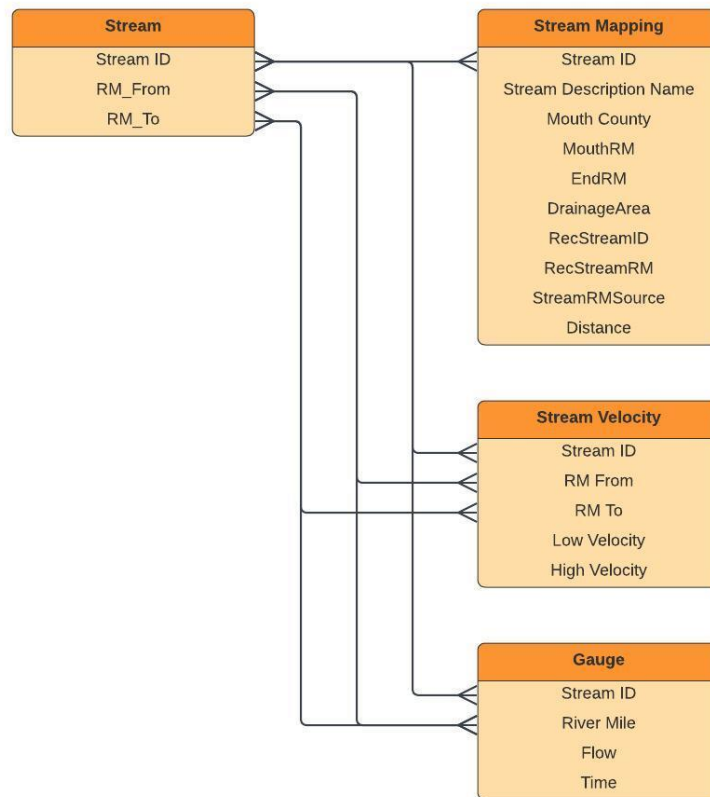 Stream
Stream ID
RM_From
RM_To
Stream Mapping
Stream ID
Stream Description Name
Mouth County
MouthRM
EndRM
DrainageArea
RecStreamID
RecStreamRM
StreamRMSource
Distance
Stream Velocity
Stream ID
RM From
RM To
Low Velocity
High Velocity
Gauge
Stream ID
River Mile
Flow
Time